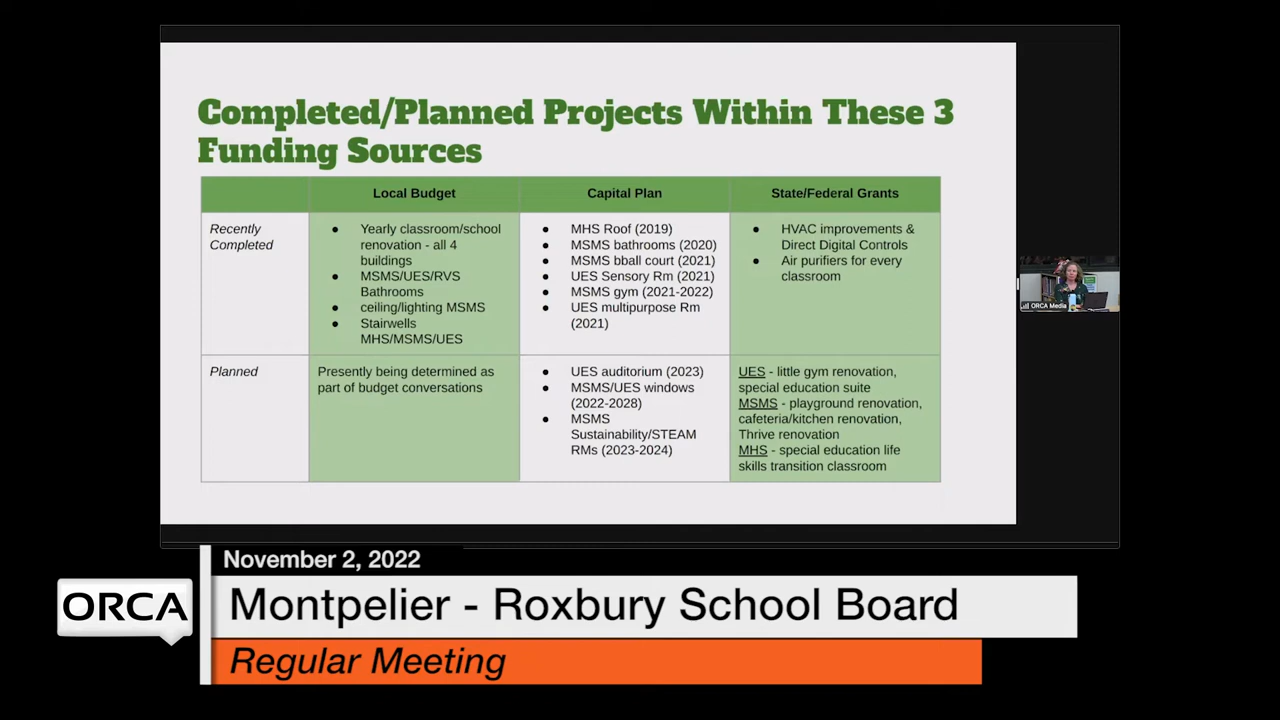 Completed/Planned Projects Within These 3
Funding Sources
Local Budget
Capital Plan
State/Federal Grants
Recently
Completed
● Yearly classroom/school
renovation - all 4
buildings
● MSMS/UES/RVS
Bathrooms
● ceiling/lighting MSMS
● Stairwells
MHS/MSMS/UES
● MHS Roof (2019)
● MSMS bathrooms (2020)
● MSMS bball court (2021)
● UES Sensory Rm (2021)
● MSMS gym (2021-2022)
● UES multipurpose Rm
(2021)
● HVAC improvements &
Direct Digital Controls
● Air purifiers for every
classroom
Planned
Presently being determined as
part of budget conversations
● UES auditorium (2023)
● MSMS/UES windows
(2022-2028)
● MSMS
Sustainability/STEAM
RMs (2023-2024)
UES - little gym renovation,
special education suite
MSMS - playground renovation,
cafeteria/kitchen renovation,
Thrive renovation
MHS - special education life
skills transition classroom
ORCA Media
November 2, 2022
ORCA
Montpelier - Roxbury School Board
Regular Meeting